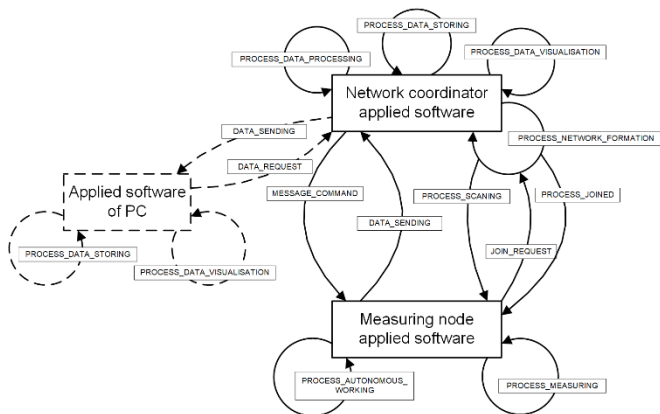 PROCESS_DATA_STORING
PROCESS_DATA_PROCESSING
PROCESS_DATA_VISUALISATION
Network coordinator
applied software
PROCESS_NETWORK_FORMATION
DATA_SENDING
DATA_REQUEST
MESSAGE_COMMAND
PROCESS_SCANING
PROCESS_JOINED
Applied software
of PC
DATA_SENDING
PROCESS_DATA_STORING
JOIN_REQUEST
PROCESS_DATA_VISUALISATION
Measuring node
applied software
PROCESS_AUTONOMOUS_
WORKING
PROCESS_MEASURING